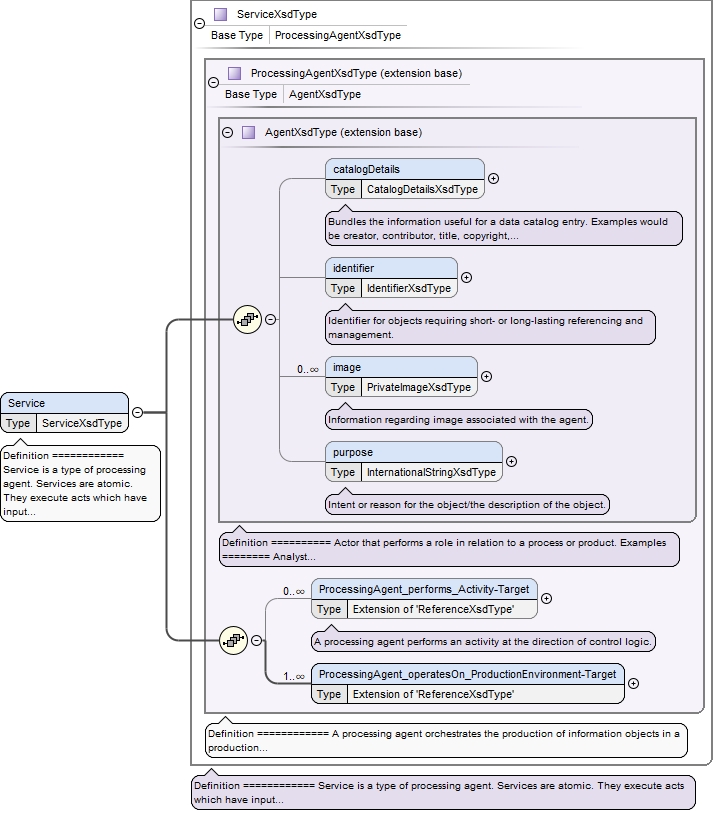 ServiceXsdType
Base Type ProcessingAgentXsdType
ProcessingAgentXsdType (extension base)
Base Type AgentXsdType
AgentXsdType (extension base)
catalogDetails
Type CatalogDetailsXsdType
Bundles the information useful for a data catalog entry. Examples would
be creator, contributor, title, copyright,...
identifier
Type IdentifierXsdType
Identifier for objects requiring short- or long-lasting referencing and
management.
0..∞
image
Type PrivateImageXsdType
Information regarding image associated with the agent.
purpose
Type InternationalStringXsdType
Intent or reason for the object/the description of the object.
Service
Type ServiceXsdType
Definition ============
Service is a type of processing
agent. Services are atomic.
They execute acts which have
input...
Definition ========== Actor that performs a role in relation to a process or product. Examples
======== Analyst...
0..∞
ProcessingAgent_performs_Activity-Target
Type Extension of 'ReferenceXsdType'
A processing agent performs an activity at the direction of control logic.
1..∞
ProcessingAgent_operatesOn_ProductionEnvironment-Target
Type Extension of 'ReferenceXsdType'
Definition ============ A processing agent orchestrates the production of information objects in a
production...
Definition ============ Service is a type of processing agent. Services are atomic. They execute acts
which have input...